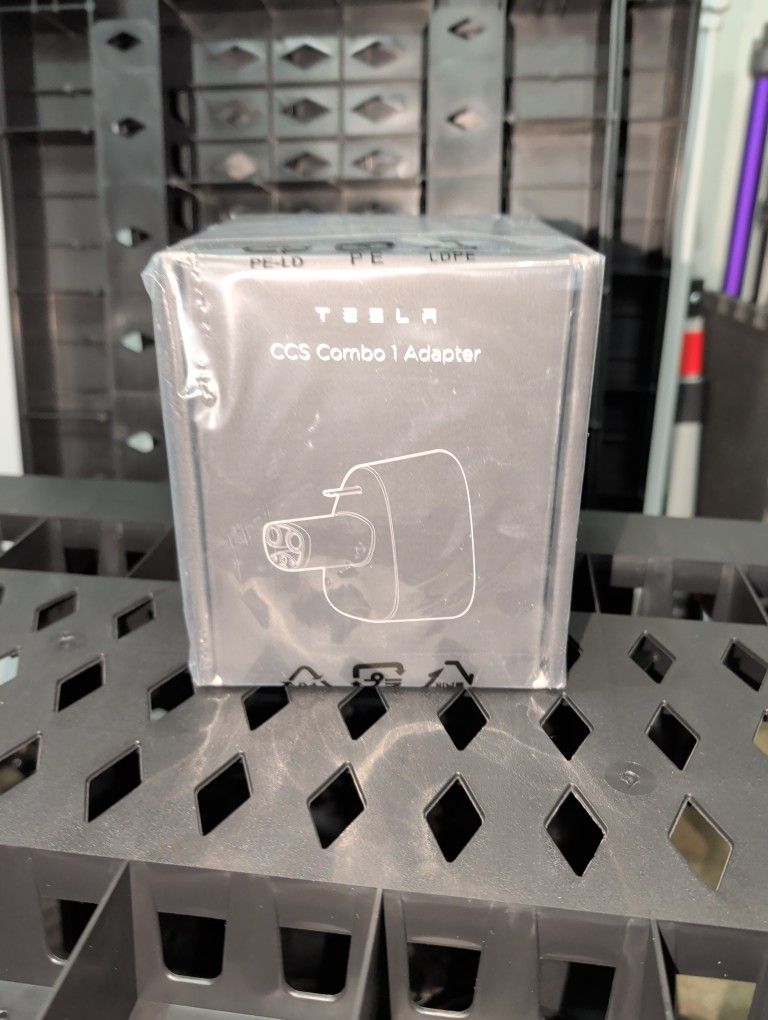 PE-LD PE LDPE
TESLA
CCS Combo 1 Adapter